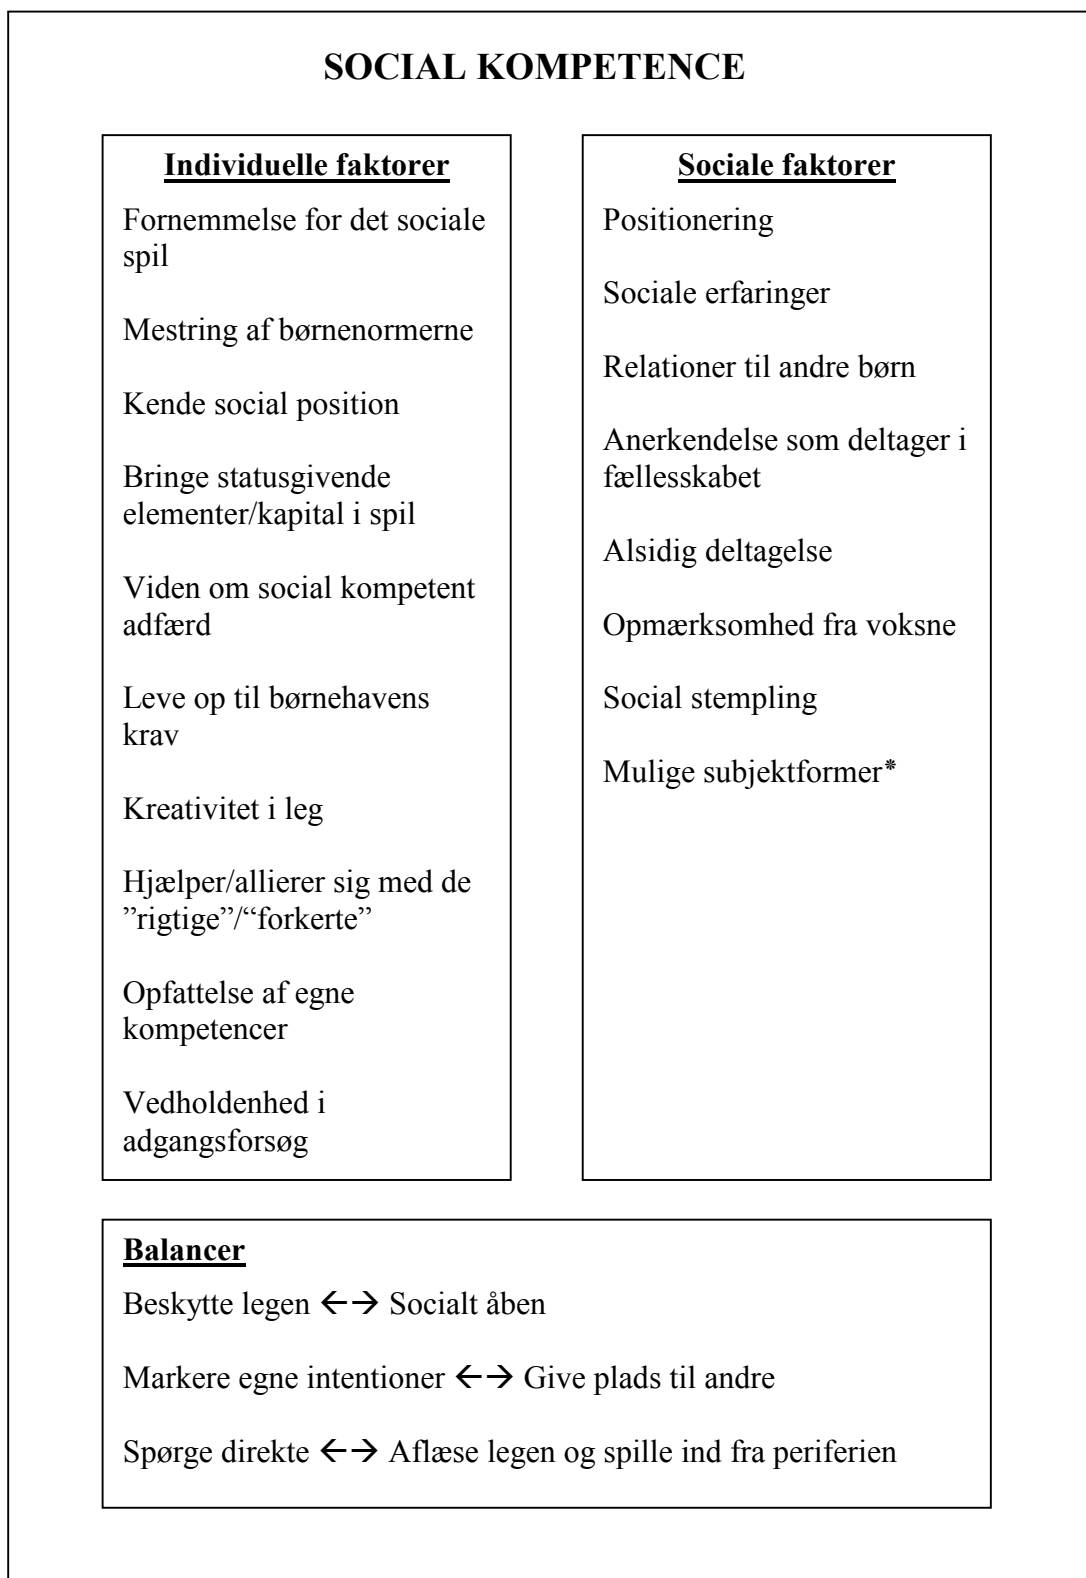 SOCIAL KOMPETENCE
Individuelle faktorer
Fornemmelse for det sociale
spil
Mestring af børnenormerne
Kende social position
Bringe statusgivende
elementer/kapital i spil
Viden om social kompetent
adfærd
Leve op til børnehavens
krav
Kreativitet i leg
Hjælper/allierer sig med de
”rigtige”/“forkerte”
Opfattelse af egne
kompetencer
Vedholdenhed i
adgangsforsøg
Sociale faktorer
Positionering
Sociale erfaringer
Relationer til andre børn
Anerkendelse som deltager i
fællesskabet
Alsidig deltagelse
Opmærksomhed fra voksne
Social stempling
Mulige subjektformer*
Balancer
Beskytte legen ←→ Socialt åben
Markere egne intentioner ←→ Give plads til andre
Spørge direkte ←→ Aflæse legen og spille ind fra periferien